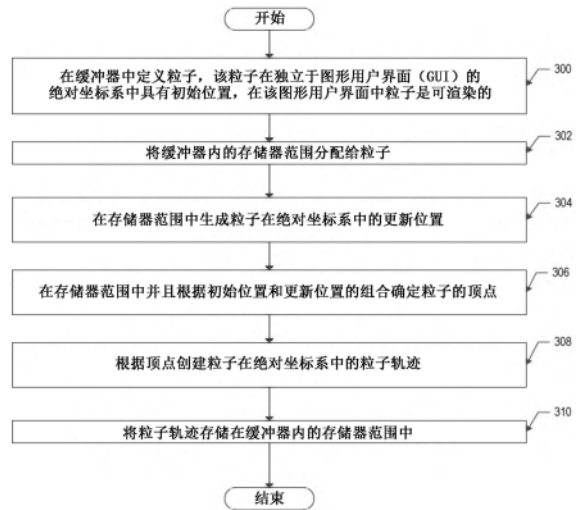 开始
在缓冲器中定义粒子，该粒子在独立于图形用户界面（GUI）的
绝对坐标系中具有初始位置，在该图形用户界面中粒子是可渲染的
300
将缓冲器内的存储器范围分配给粒子
302
在存储器范围中生成粒子在绝对坐标系中的更新位置
304
在存储器范围中并且根据初始位置和更新位置的组合确定粒子的顶点
306
根据顶点创建粒子在绝对坐标系中的粒子轨迹
308
将粒子轨迹存储在缓冲器内的存储器范围中
310
结束